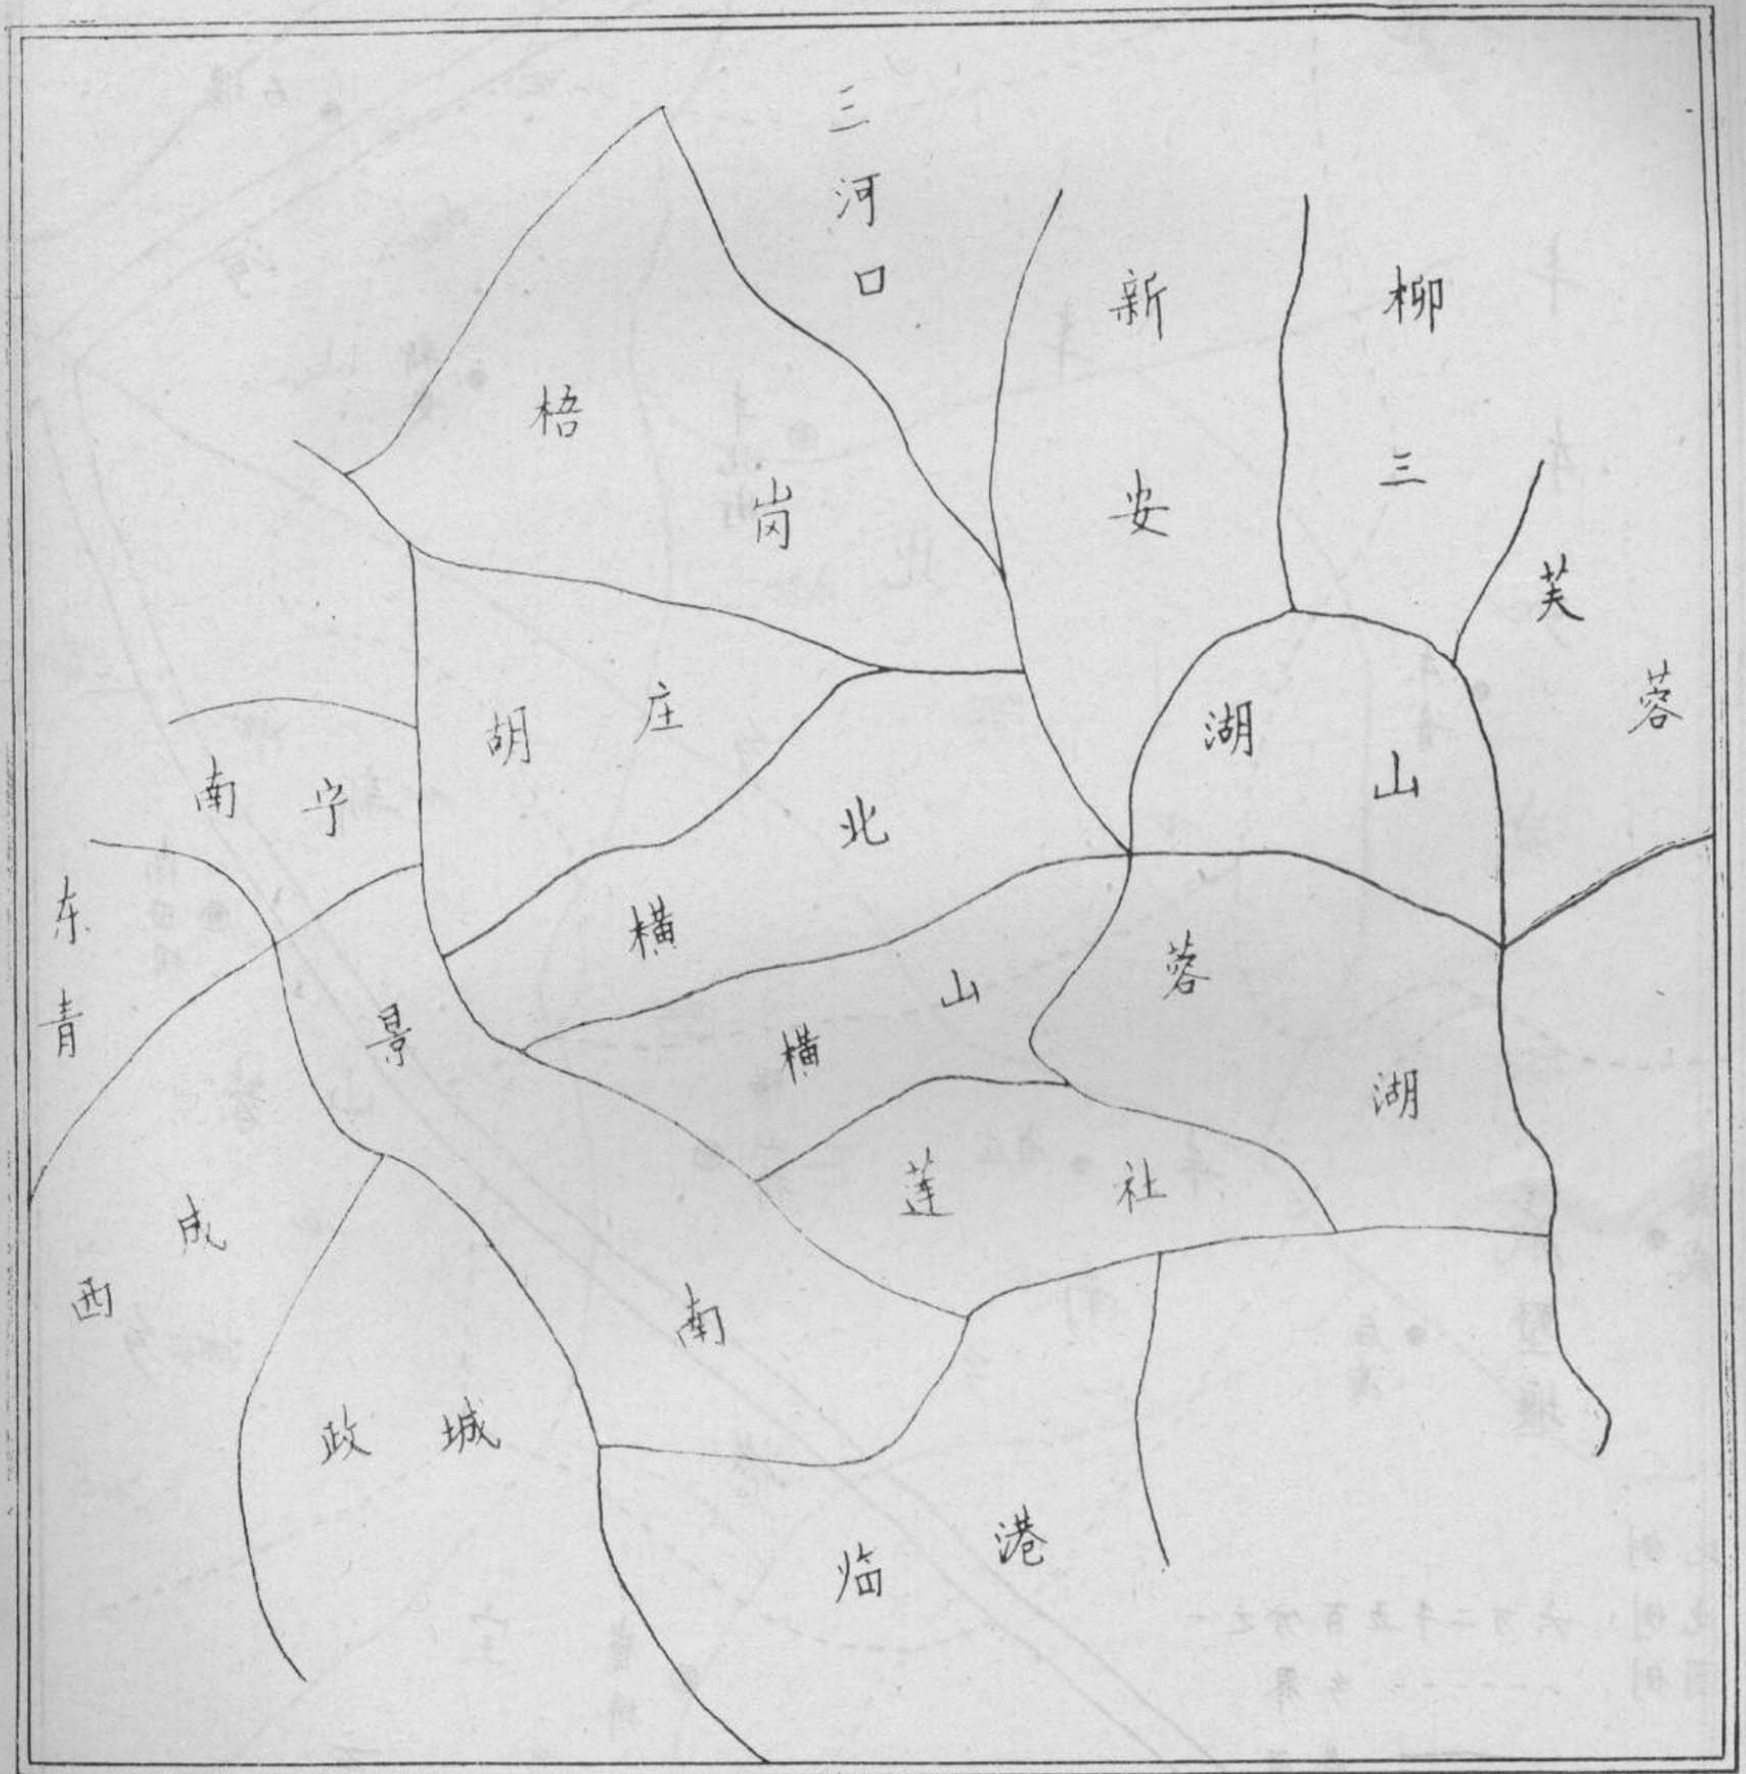 三河口
新安
柳三
梧岗
芙蓉
胡庄
湖山
南宁
横北
东青
蓉湖
景南
横山
莲社
西成
政城
临港